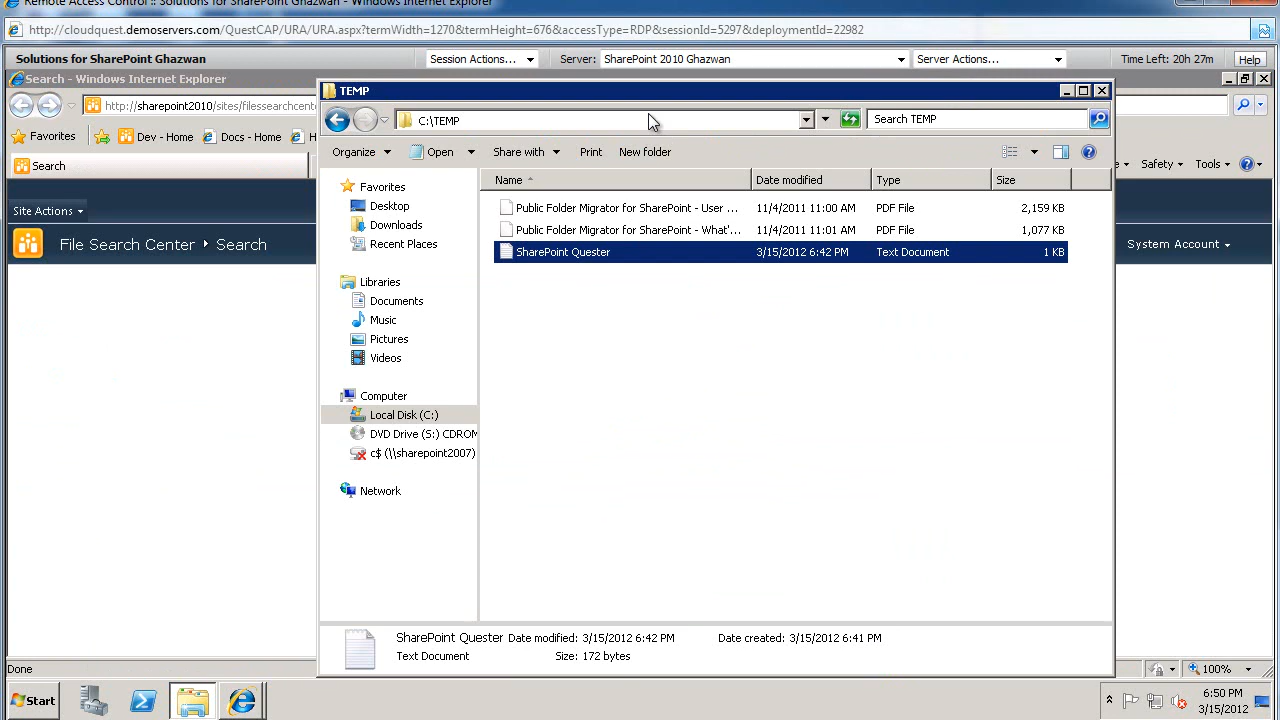 Remote Access Control :: Solutions for SharePoint Ghazwan - Windows Internet Explorer
http://cloudquest.demoservers.com/QuestCAP/URA/URA.aspx?termWidth=1270&termHeight=676&accessType=RDP&sessionId=5297&deploymentId=22982
Solutions for SharePoint Ghazwan Session Actions... Server: SharePoint 2010 Ghazwan Server Actions... Time Left: 20h 27m Help
Search - Windows Internet Explorer
TEMP
http://sharepoint2010/sites/filessearchcent
C:\TEMP Search TEMP
Favorites Dev - Home Docs - Home H
Organize Open Share with Print New folder
Search Safety Tools
Name Date modified Type Size
Public Folder Migrator for SharePoint - User ... 11/4/2011 11:00 AM PDF File 2,159 KB
Public Folder Migrator for SharePoint - What'... 11/4/2011 11:01 AM PDF File 1,077 KB
SharePoint Quester 3/15/2012 6:42 PM Text Document 1 KB
Favorites
Desktop
Downloads
Recent Places
Libraries
Documents
Music
Pictures
Videos
Computer
Local Disk (C:)
DVD Drive (S:) CDROM
c$ (\\sharepoint2007)
Network
Site Actions
File Search Center Search System Account
SharePoint Quester Date modified: 3/15/2012 6:42 PM Date created: 3/15/2012 6:41 PM
Text Document Size: 172 bytes
Done 100%
Start 6:50 PM
3/15/2012